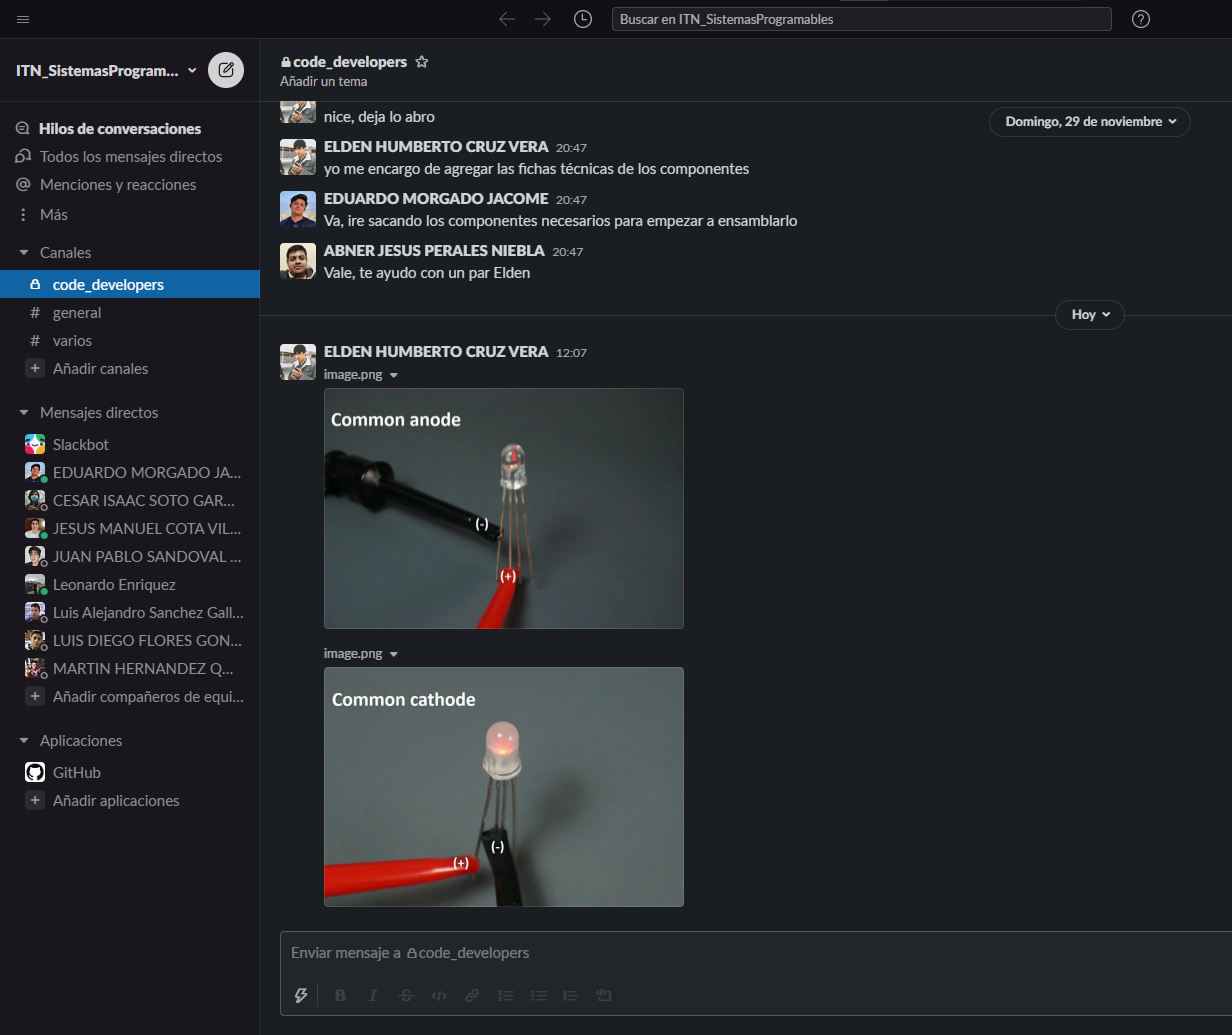 Buscar en ITN_SistemasProgramables
ITN_SistemasProgram...
Hilos de conversaciones
Todos los mensajes directos
Menciones y reacciones
Más
Canales
code_developers
general
varios
Añadir canales
Mensajes directos
Slackbot
EDUARDO MORGADO JA...
CESAR ISAAC SOTO GAR...
JESUS MANUEL COTA VIL...
JUAN PABLO SANDOVAL ...
Leonardo Enriquez
Luis Alejandro Sanchez Gall...
LUIS DIEGO FLORES GON...
MARTIN HERNANDEZ Q...
Añadir compañeros de equi...
Aplicaciones
GitHub
Añadir aplicaciones
code_developers
Añadir un tema
nice, deja lo abro
Domingo, 29 de noviembre
ELDEN HUMBERTO CRUZ VERA 20:47
yo me encargo de agregar las fichas técnicas de los componentes
EDUARDO MORGADO JACOME 20:47
Va, ire sacando los componentes necesarios para empezar a ensamblarlo
ABNER JESUS PERALES NIEBLA 20:47
Vale, te ayudo con un par Elden
Hoy
ELDEN HUMBERTO CRUZ VERA 12:07
image.png
Common anode
(-)
(+)
image.png
Common cathode
(-)
(+)
Enviar mensaje a code_developers